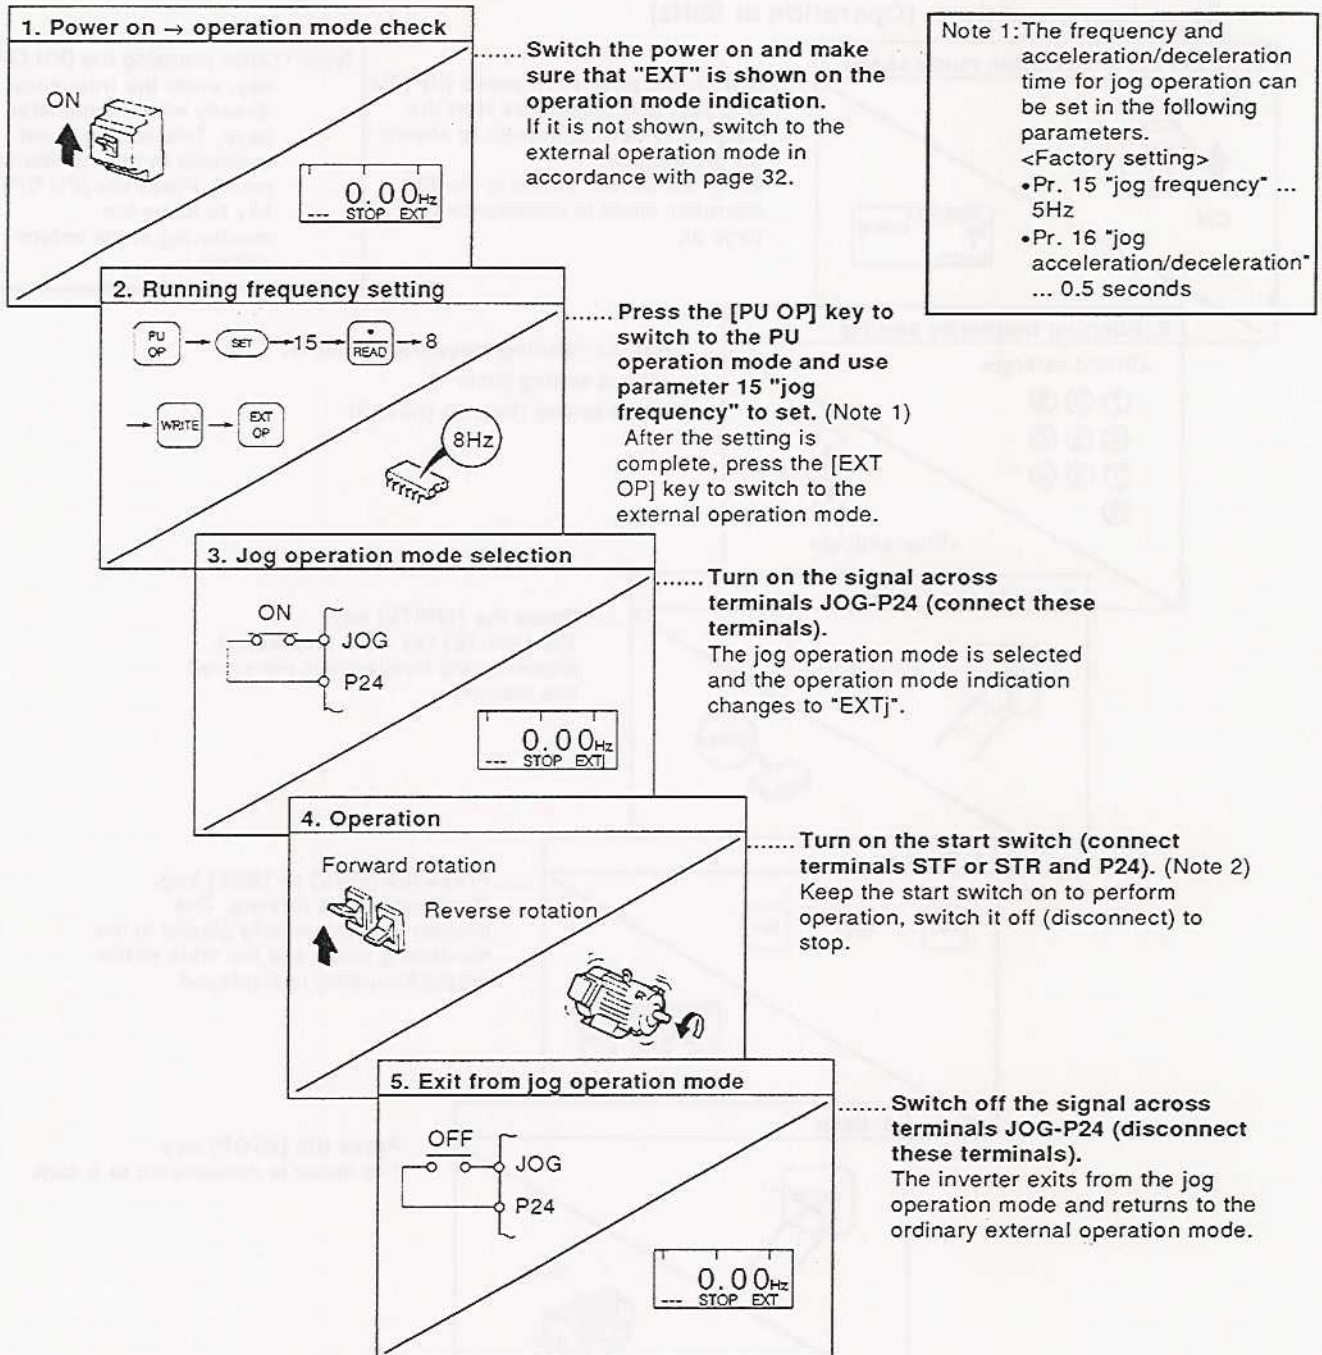 1. Power on → operation mode check
ON
0.00Hz
--- STOP EXT
....... Switch the power on and make
sure that "EXT" is shown on the
operation mode indication.
If it is not shown, switch to the
external operation mode in
accordance with page 32.
Note 1: The frequency and
acceleration/deceleration
time for jog operation can
be set in the following
parameters.
<Factory setting>
•Pr. 15 "jog frequency" ...
5Hz
•Pr. 16 "jog
acceleration/deceleration"
... 0.5 seconds
2. Running frequency setting
PU OP → SET → 15 → • READ → 8
→ WRITE → EXT OP
8Hz
....... Press the [PU OP] key to
switch to the PU
operation mode and use
parameter 15 "jog
frequency" to set. (Note 1)
After the setting is
complete, press the [EXT
OP] key to switch to the
external operation mode.
3. Jog operation mode selection
ON
JOG
P24
0.00Hz
--- STOP EXTj
....... Turn on the signal across
terminals JOG-P24 (connect these
terminals).
The jog operation mode is selected
and the operation mode indication
changes to "EXTj".
4. Operation
Forward rotation
Reverse rotation
....... Turn on the start switch (connect
terminals STF or STR and P24). (Note 2)
Keep the start switch on to perform
operation, switch it off (disconnect) to
stop.
5. Exit from jog operation mode
OFF
JOG
P24
0.00Hz
--- STOP EXT
....... Switch off the signal across
terminals JOG-P24 (disconnect
these terminals).
The inverter exits from the jog
operation mode and returns to the
ordinary external operation mode.